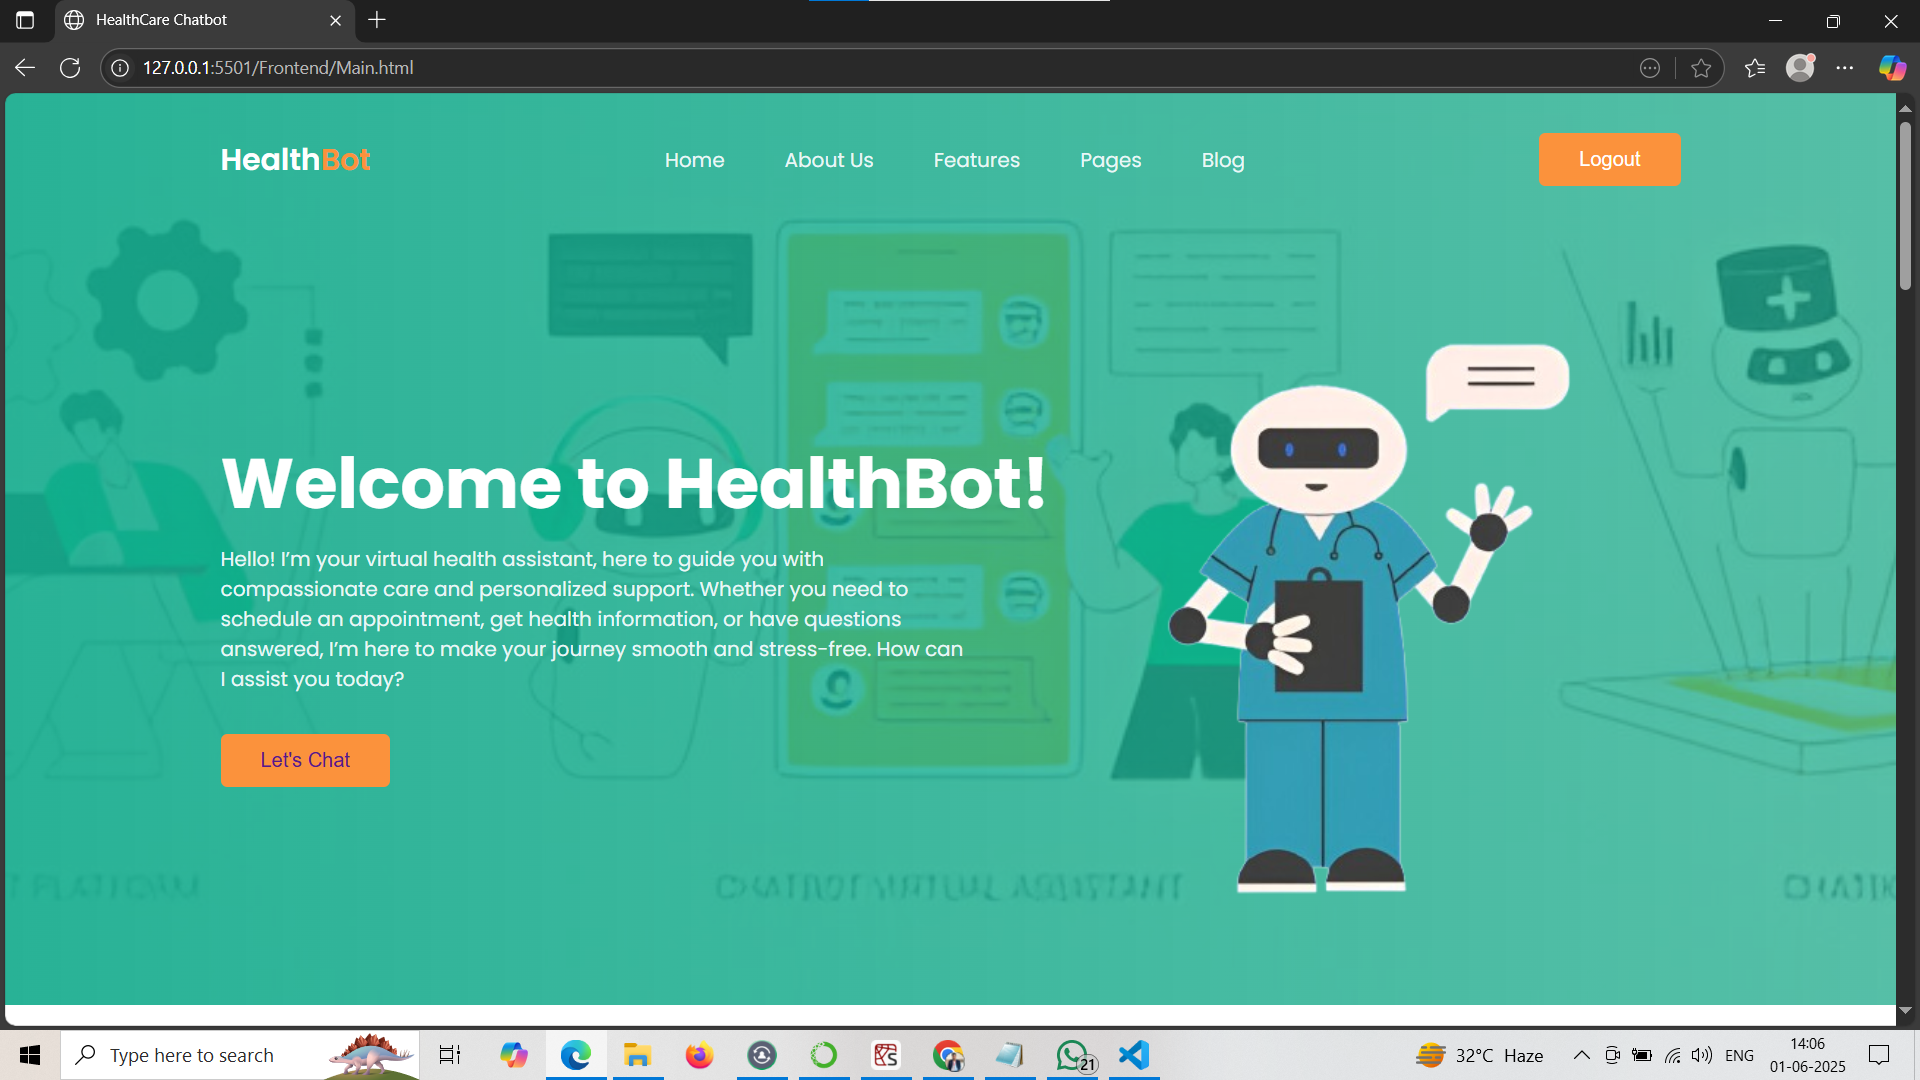 HealthCare Chatbot
127.0.0.1:5501/Frontend/Main.html
HealthBot
Home
About Us
Features
Pages
Blog
Logout
Welcome to HealthBot!
Hello! I’m your virtual health assistant, here to guide you with
compassionate care and personalized support. Whether you need to
schedule an appointment, get health information, or have questions
answered, I’m here to make your journey smooth and stress-free. How can
I assist you today?
Let's Chat
T PLATFORM
CHATBOT VIRTUAL ASSISTANT
Type here to search
21
32°C Haze
ENG
14:06
01-06-2025